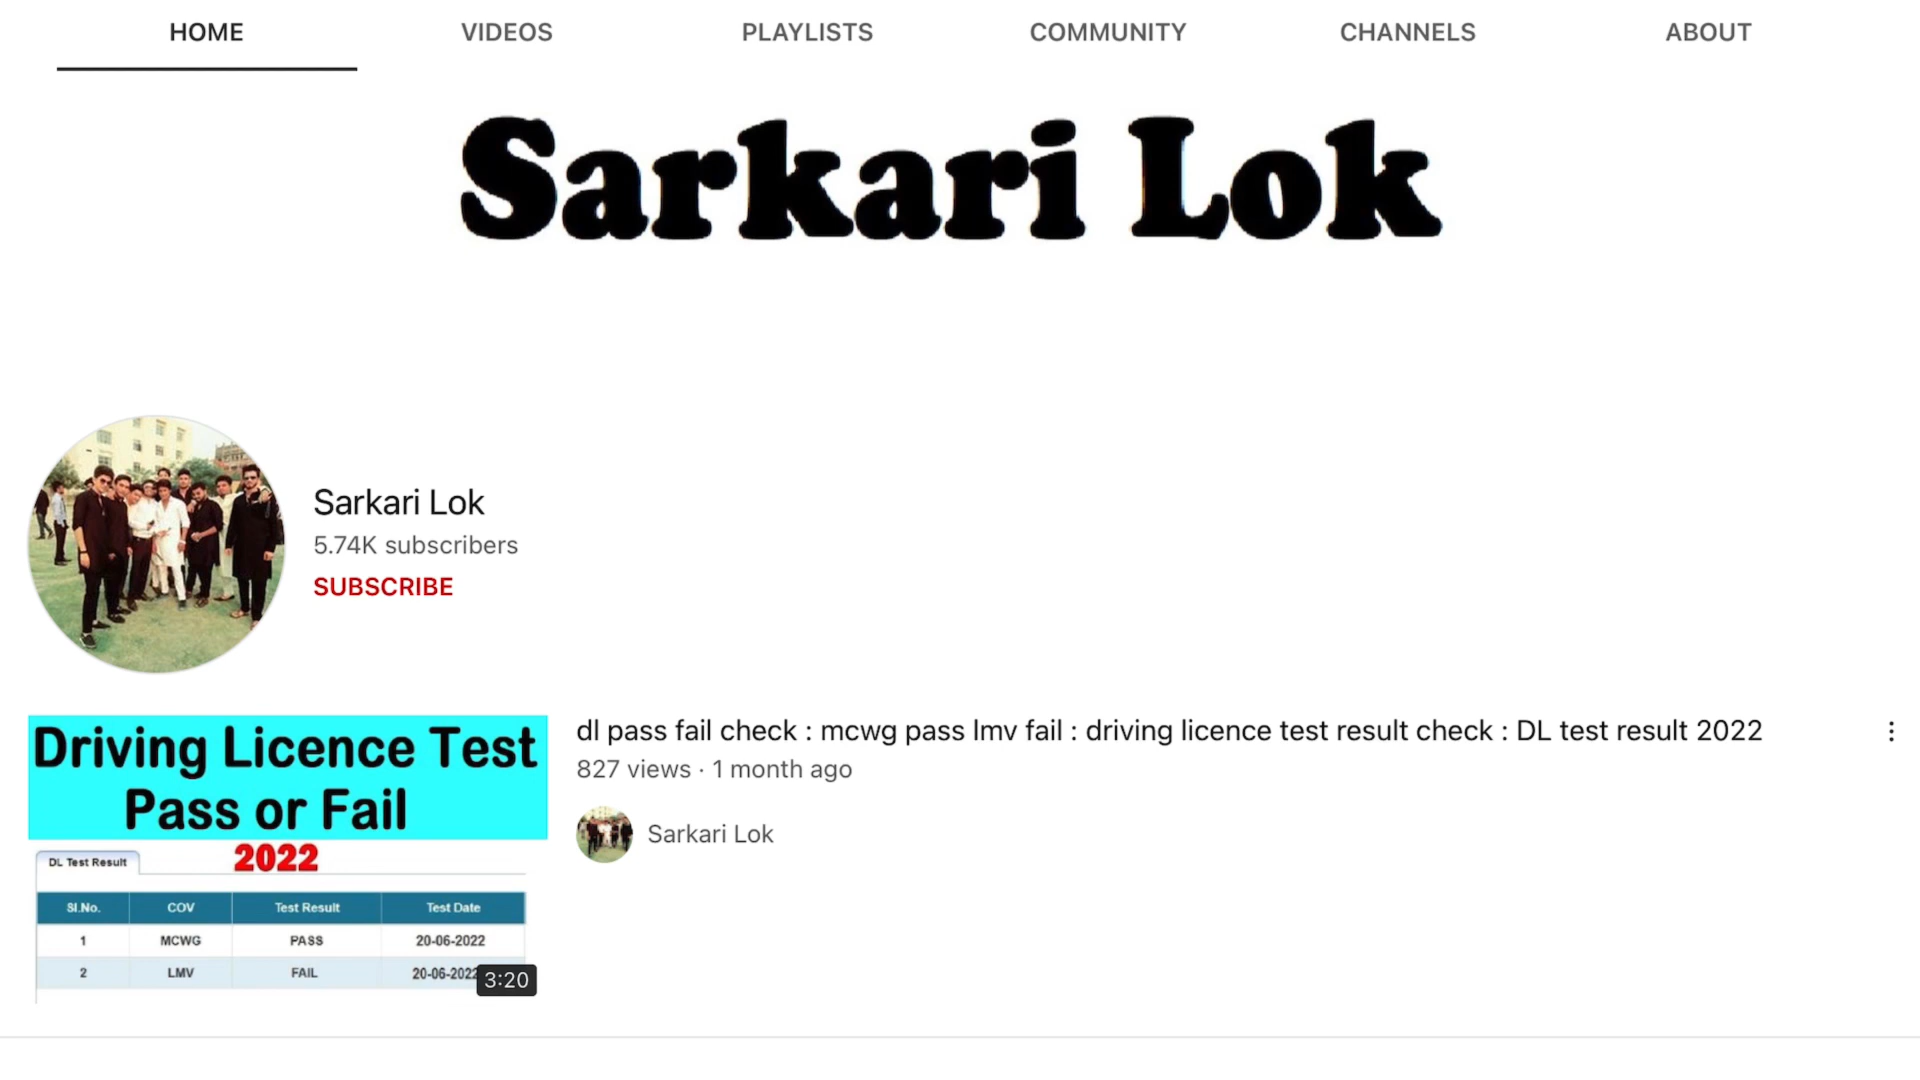 HOME VIDEOS PLAYLISTS COMMUNITY CHANNELS ABOUT
Sarkari Lok
Sarkari Lok
5.74K subscribers
SUBSCRIBE
Driving Licence Test
Pass or Fail
2022
DL Test Result
Sl.No. COV Test Result Test Date
1 MCWG PASS 20-06-2022
2 LMV FAIL 20-06-2022
3:20
dl pass fail check : mcwg pass lmv fail : driving licence test result check : DL test result 2022
827 views · 1 month ago
Sarkari Lok